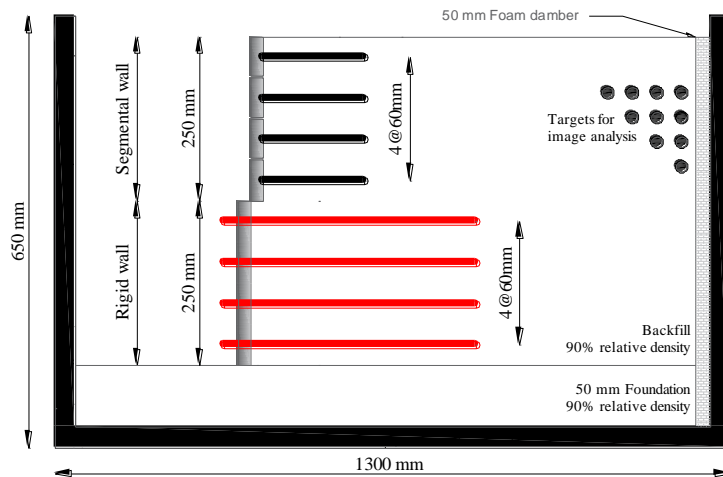 50 mm Foam damber
Segmental wall
250 mm
4@60mm
Targets for
image analysis
650 mm
Rigid wall
250 mm
4@60mm
Backfill
90% relative density
50 mm Foundation
90% relative density
1300 mm